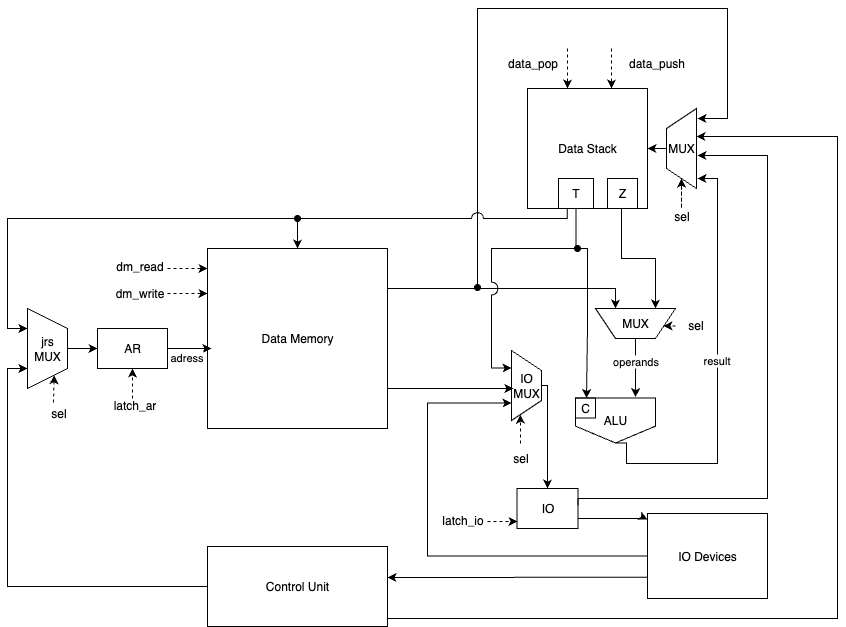 data_pop
data_push
Data Stack
MUX
T
Z
sel
dm_read
dm_write
Data Memory
jrs
MUX
AR
adress
MUX
sel
operands
result
latch_ar
sel
IO
MUX
C
ALU
sel
IO
latch_io
IO Devices
Control Unit